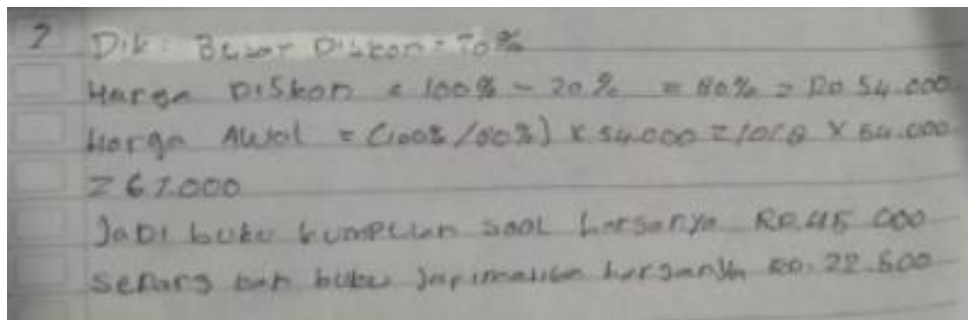 2 Dik: Besar Diskon = 20%
Harga Diskon = 100% - 20% = 80% = Rp 54.000
Harga Awal = (100% / 80%) x 54.000 = 10/8 x 54.000
= 67.000
Jadi buku kumpulan soal harganya Rp. 45 000
Sedang kan buku Jarimatika harganya Rp. 22.500